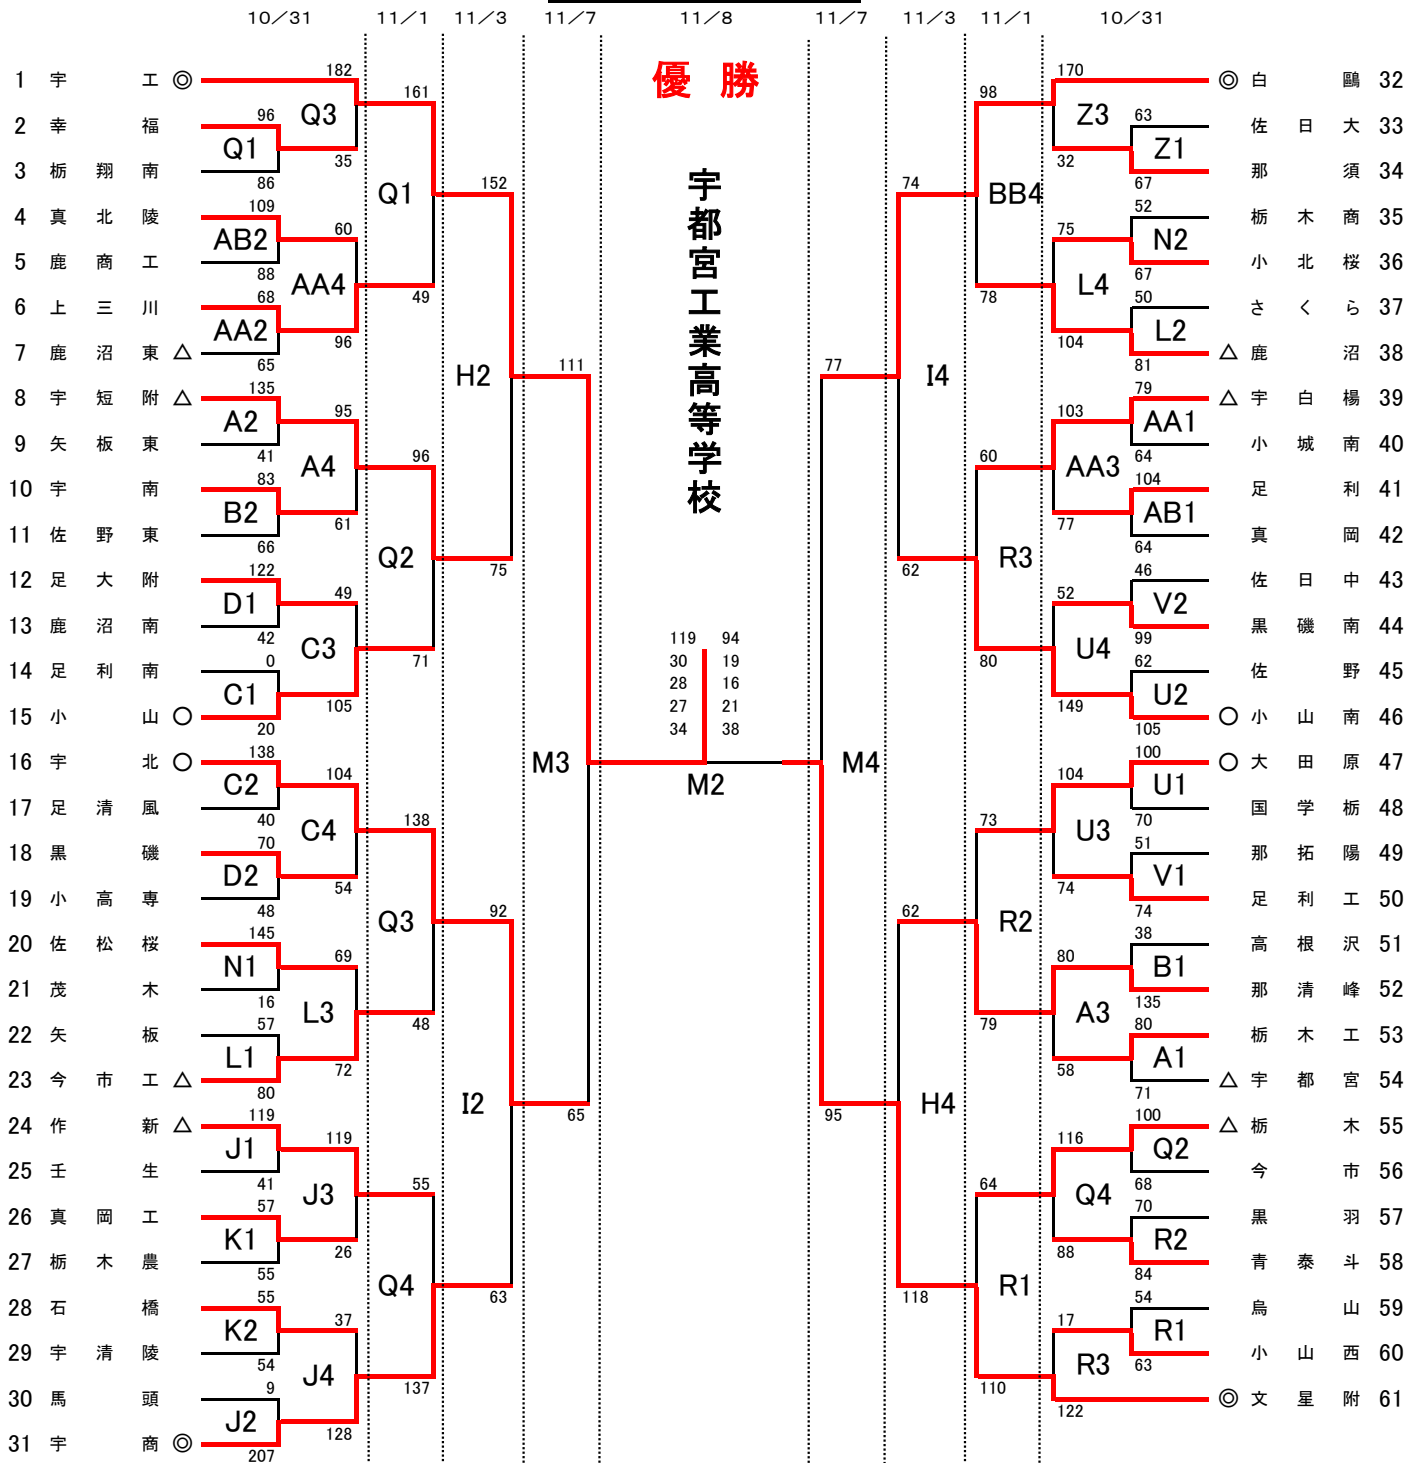 10/31 11/1 11/3 11/7 11/8 11/7 11/3 11/1 10/31
優 勝
宇都宮工業高等学校
1 宇 工 ◎
2 幸 福
3 栃 翔 南
4 真 北 陵
5 鹿 商 工
6 上 三 川
7 鹿 沼 東 △
8 宇 短 附 △
9 矢 板 東
10 宇 南
11 佐 野 東
12 足 大 附
13 鹿 沼 南
14 足 利 南
15 小 山 ○
16 宇 北 ○
17 足 清 風
18 黒 磯
19 小 高 専
20 佐 松 桜
21 茂 木
22 矢 板
23 今 市 工 △
24 作 新 △
25 壬 生
26 真 岡 工
27 栃 木 農
28 石 橋
29 宇 清 陵
30 馬 頭
31 宇 商 ◎
182
96 Q3
Q1 35
86
109
AB2 60
88 AA4
68
AA2 96
65
135
A2 95
41 A4
83
B2 61
66
122
D1 49
42 C3
0
C1 105
20
138
C2 104
40 C4
70
D2 54
48
145
N1 69
16 L3
57
L1 72
80
119
J1 119
41 J3
57
K1 26
55
55
K2 37
54 J4
9
J2 128
207
161
Q1
49
96
Q2
71
138
Q3
48
55
Q4
137
152
H2
75
92
I2
63
111
M3
65
119 94
30 19
28 16
27 21
34 38
M2
77
M4
95
74
I4
62
62
H4
118
98
BB4
78
60
R3
80
73
R2
79
64
R1
110
170
Z3 63
32 Z1
67
52
75 N2
67
L4 50
104 L2
81
79
103 AA1
64
AA3 104
77 AB1
64
46
52 V2
99
U4 62
149 U2
105
100
104 U1
70
U3 51
74 V1
74
38
80 B1
135
A3 80
58 A1
71
100
116 Q2
68
Q4 70
88 R2
84
54
17 R1
63
R3
122
◎ 白 鷗 32
佐 日 大 33
那 須 34
栃 木 商 35
小 北 桜 36
さ く ら 37
△ 鹿 沼 38
△ 宇 白 楊 39
小 城 南 40
足 利 41
真 岡 42
佐 日 中 43
黒 磯 南 44
佐 野 45
○ 小 山 南 46
○ 大 田 原 47
国 学 栃 48
那 拓 陽 49
足 利 工 50
高 根 沢 51
那 清 峰 52
栃 木 工 53
△ 宇 都 宮 54
△ 栃 木 55
今 市 56
黒 羽 57
青 泰 斗 58
烏 山 59
小 山 西 60
◎ 文 星 附 61